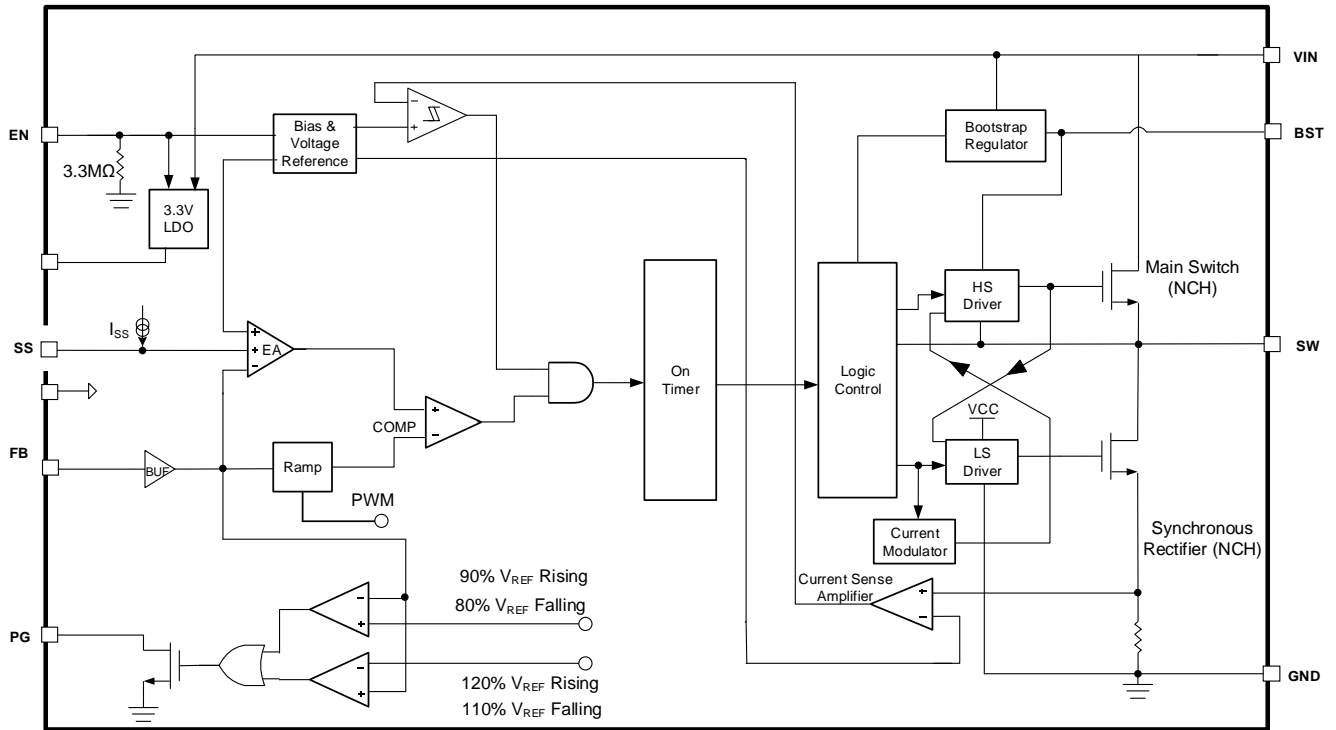 VIN
EN
3.3MΩ
3.3V
LDO
Bias &
Voltage
Reference
-
+
Bootstrap
Regulator
BST
SS
ISS
+
+
-
EA
COMP
+
-
FB
BUF
Ramp
PWM
On
Timer
Logic
Control
HS
Driver
Main Switch
(NCH)
SW
VCC
LS
Driver
Current
Modulator
Synchronous
Rectifier (NCH)
Current Sense
Amplifier
+
-
PG
-
+
90% VREF Rising
80% VREF Falling
-
+
120% VREF Rising
110% VREF Falling
GND